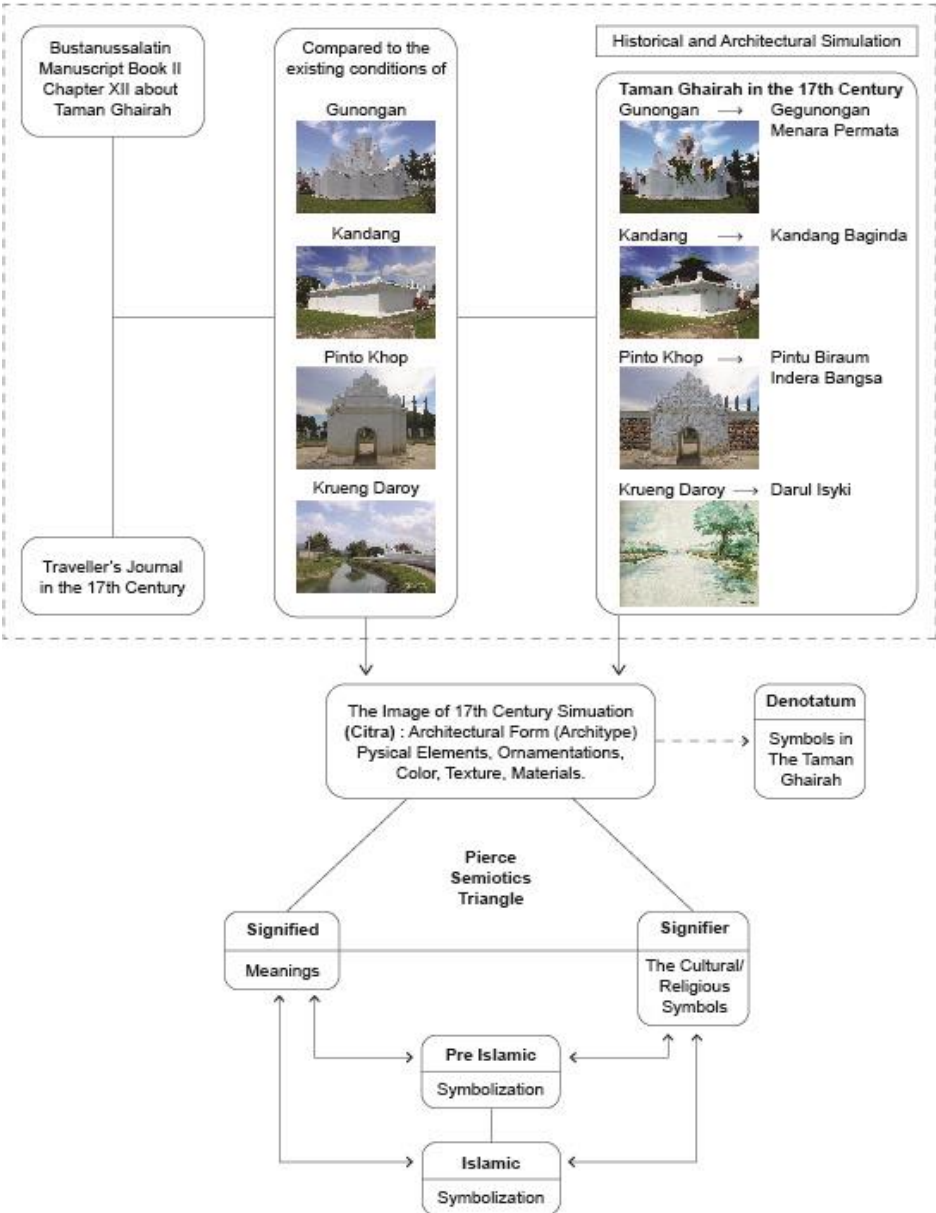 Bustanussalatin
Manuscript Book II
Chapter XII about
Taman Ghairah
Traveller's Journal
in the 17th Century
Compared to the
existing conditions of
Gunongan
Kandang
Pinto Khop
Krueng Daroy
Historical and Architectural Simulation
Taman Ghairah in the 17th Century
Gunongan → Gegunongan
Menara Permata
Kandang → Kandang Baginda
Pinto Khop → Pintu Biraum
Indera Bangsa
Krueng Daroy → Darul Isyki
The Image of 17th Century Simuation
(Citra) : Architectural Form (Architype)
Pysical Elements, Ornamentations,
Color, Texture, Materials.
Denotatum
Symbols in
The Taman
Ghairah
Pierce
Semiotics
Triangle
Signified
Meanings
Signifier
The Cultural/
Religious
Symbols
Pre Islamic
Symbolization
Islamic
Symbolization